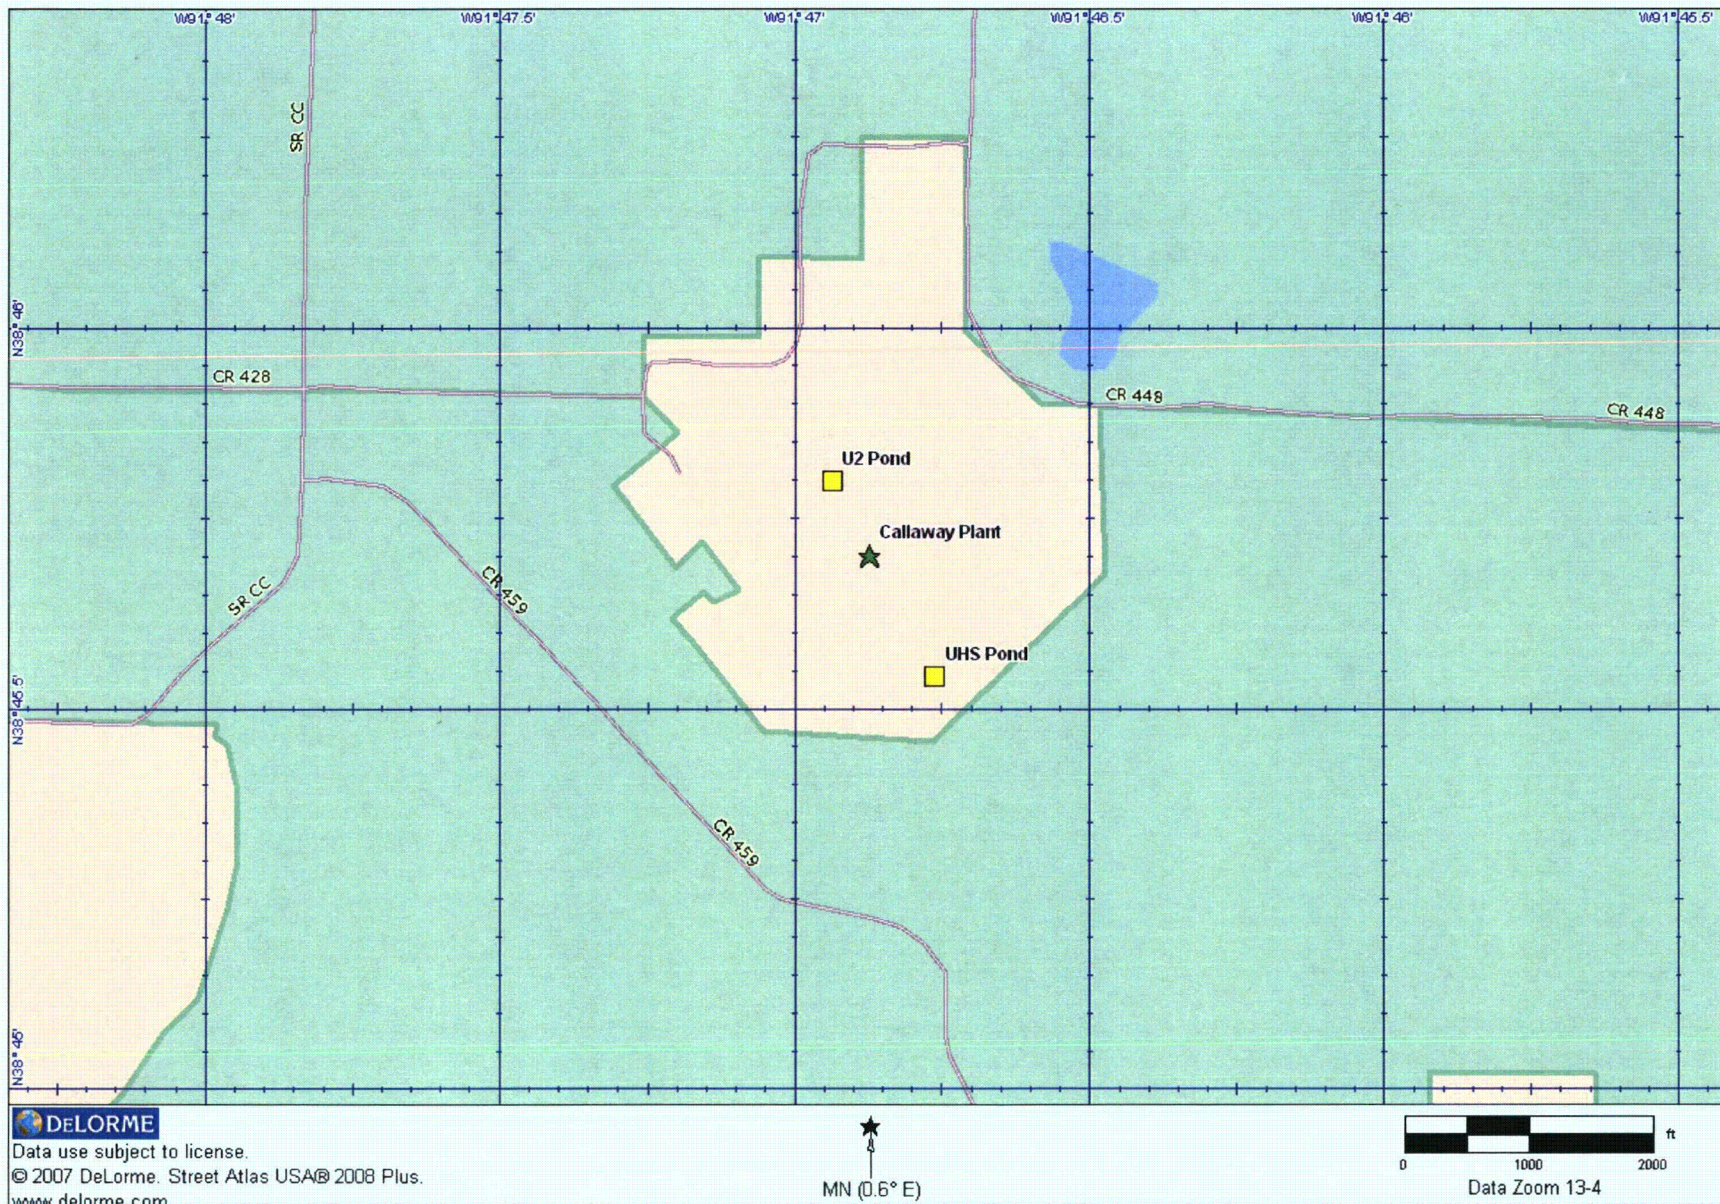 W91°48'
W91°47.5'
W91°47'
W91°46.5'
W91°46'
W91°45.5'
SR CC
N38°46'
CR 428
CR 448
CR 448
U2 Pond
Callaway Plant
CR 459
SR CC
UHS Pond
N38°45.5'
CR 459
N38°45'
DELORME
Data use subject to license.
© 2007 DeLorme. Street Atlas USA® 2008 Plus.
www.delorme.com
MN (0.6° E)
ft
0 1000 2000
Data Zoom 13-4